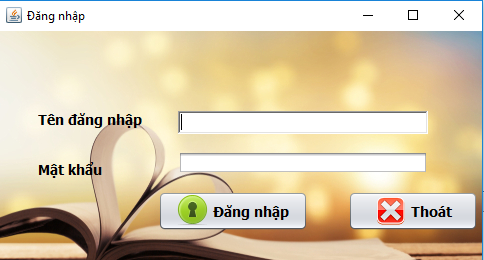 Đăng nhập
Tên đăng nhập
Mật khẩu
Đăng nhập Thoát